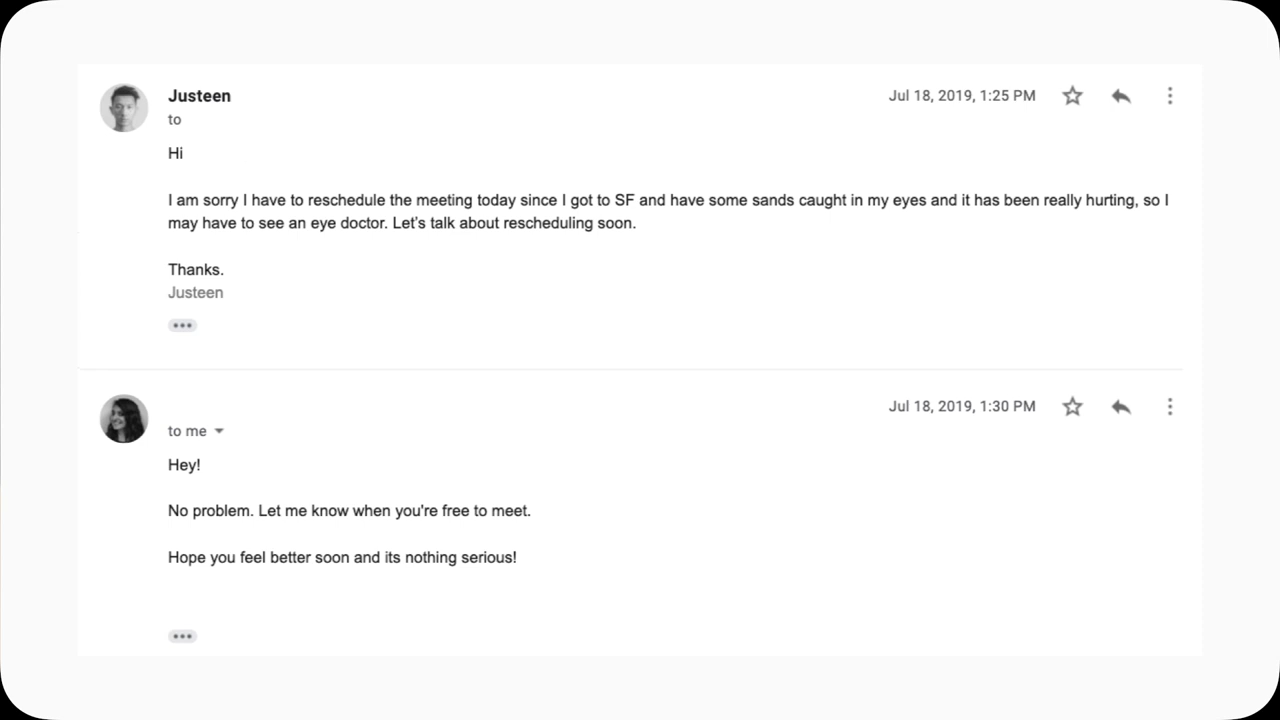 Justeen
Jul 18, 2019, 1:25 PM
to
Hi
I am sorry I have to reschedule the meeting today since I got to SF and have some sands caught in my eyes and it has been really hurting, so I
may have to see an eye doctor. Let's talk about rescheduling soon.
Thanks.
Justeen
Jul 18, 2019, 1:30 PM
to me
Hey!
No problem. Let me know when you're free to meet.
Hope you feel better soon and its nothing serious!